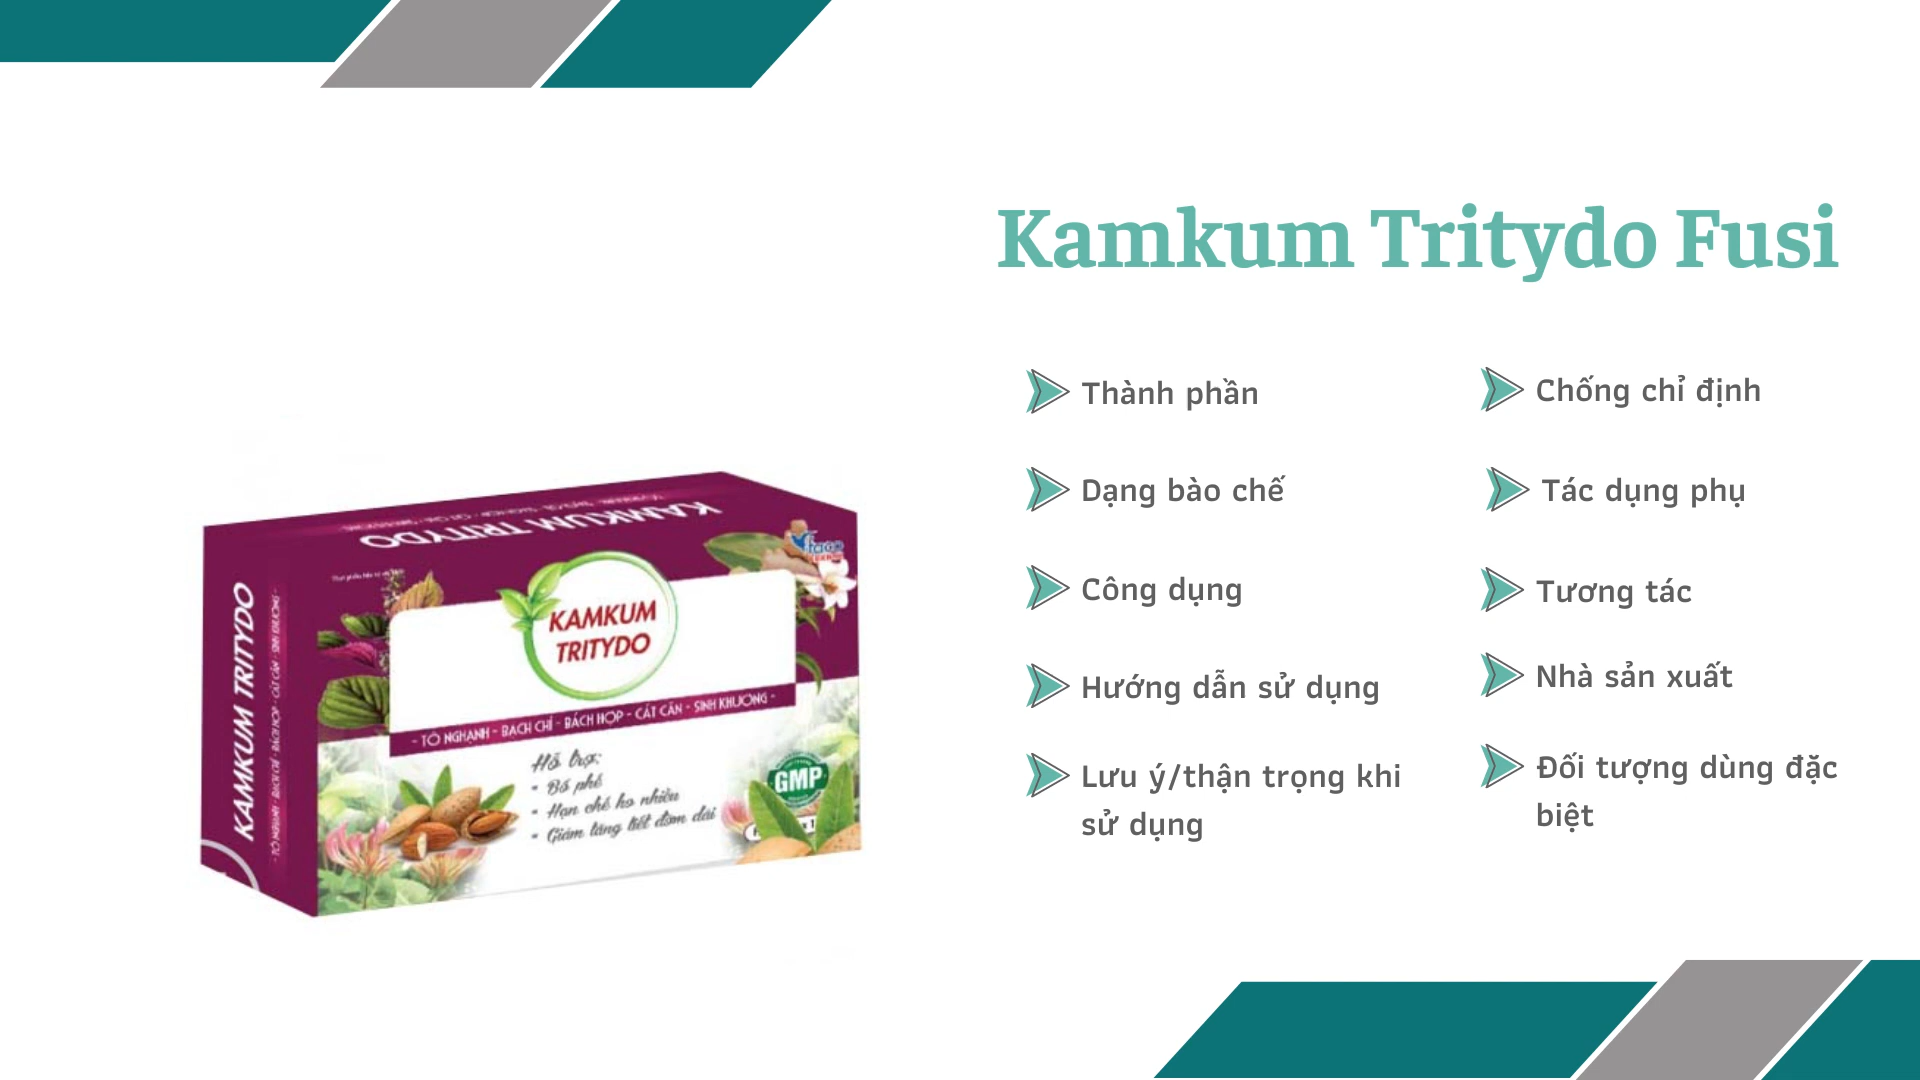 Kamkum Tritydo Fusi
Thành phần
Dạng bào chế
Công dụng
Hướng dẫn sử dụng
Lưu ý/thận trọng khi
sử dụng
Chống chỉ định
Tác dụng phụ
Tương tác
Nhà sản xuất
Đối tượng dùng đặc
biệt
KAMKUM TRITYDO
KAMKUM TRITYDO
KAMKUM
TRITYDO
- TÔ NGHẠNH - BẠCH CHỈ - BÁCH HỢP - CÁT CĂN - SINH KHƯƠNG -
Hỗ trợ:
- Bổ phế
- Hạn chế ho nhiều
- Giảm tăng tiết đờm dãi
GMP